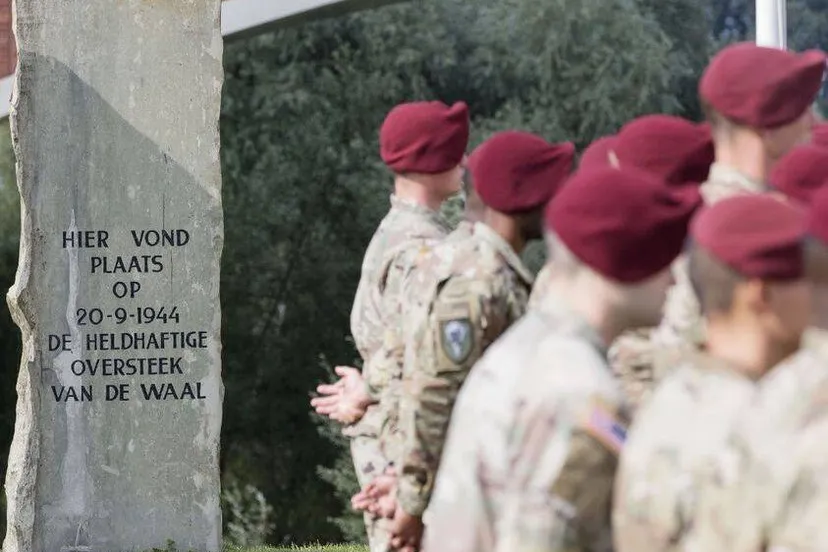 HIER VOND
PLAATS
OP
20-9-1944
DE HELDHAFTIGE
OVERSTEEK
VAN DE WAAL